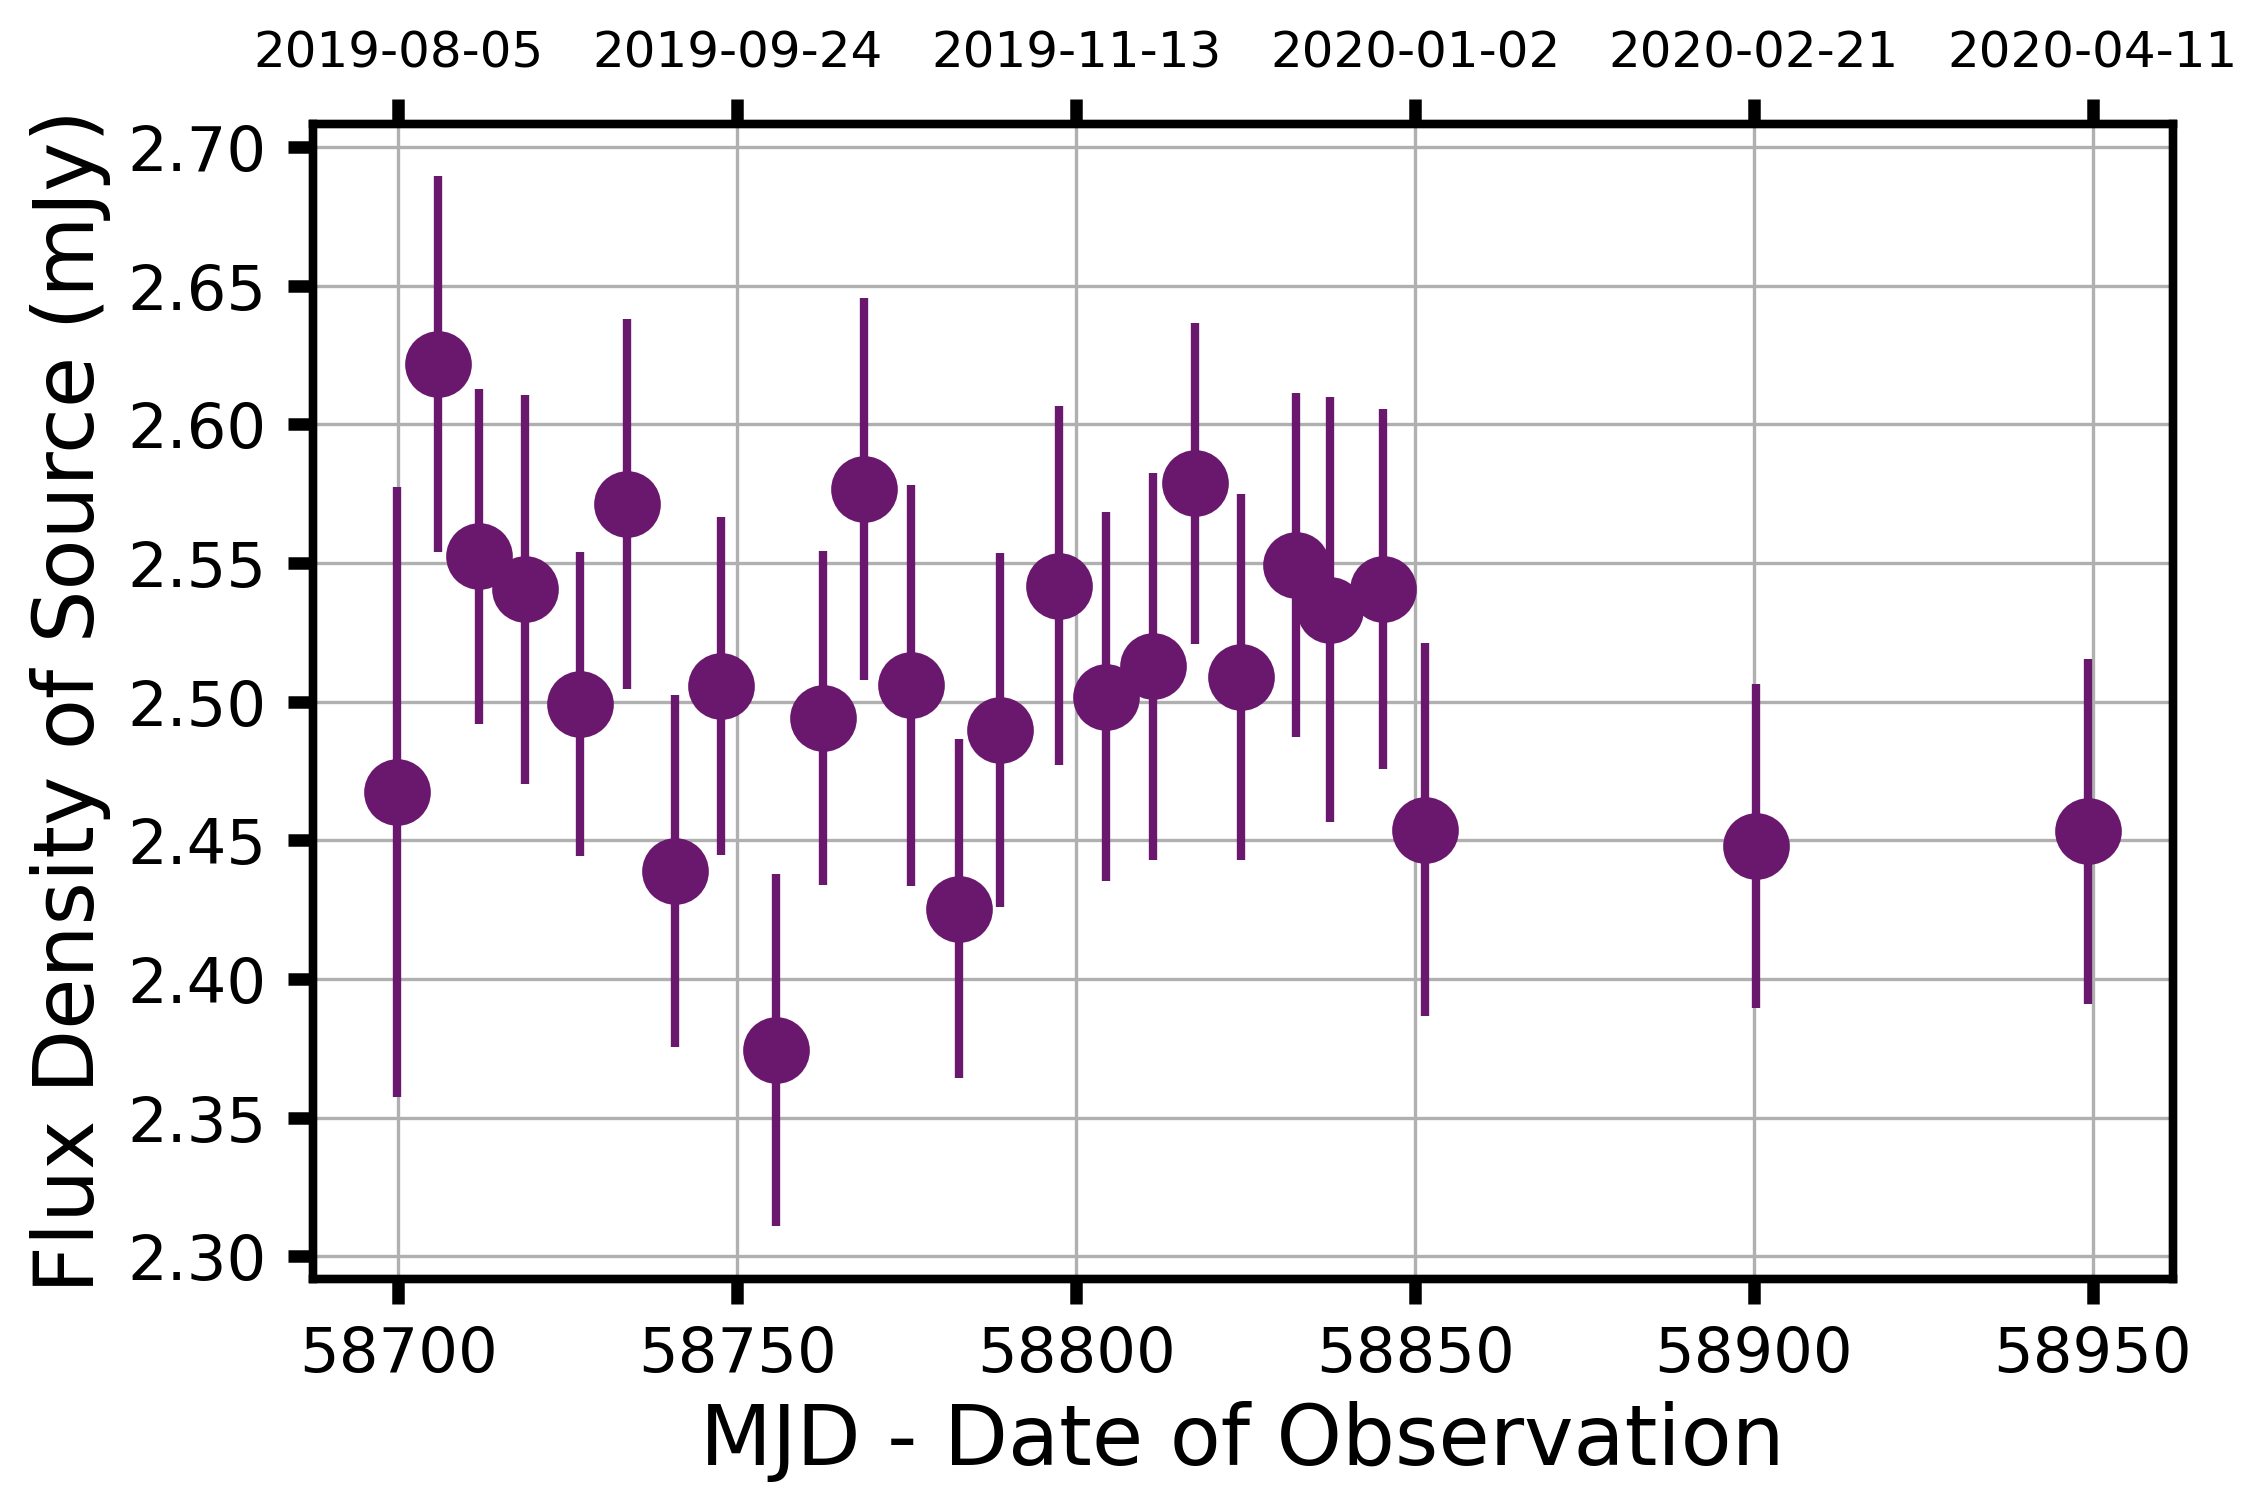 2019-08-05 2019-09-24 2019-11-13 2020-01-02 2020-02-21 2020-04-11
Flux Density of Source (mJy)
2.70
2.65
2.60
2.55
2.50
2.45
2.40
2.35
2.30
58700 58750 58800 58850 58900 58950
MJD - Date of Observation